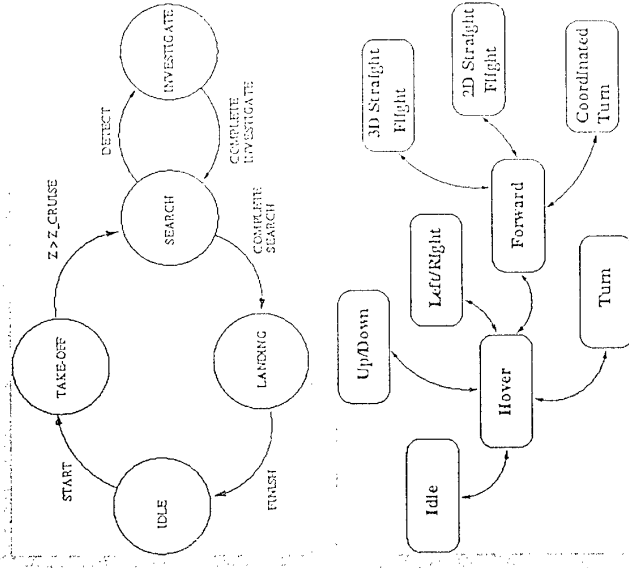 START
TAKE-OFF
Z > Z_CRUISE
DETECT
INVESTIGATE
IDLE
SEARCH
COMPLETE
INVESTIGATE
LANDING
COMPLETE
SEARCH
FINISH
Idle
Up/Down
Left/Right
Hover
Turn
Forward
3D Straight
Flight
2D Straight
Flight
Coordinated
Turn